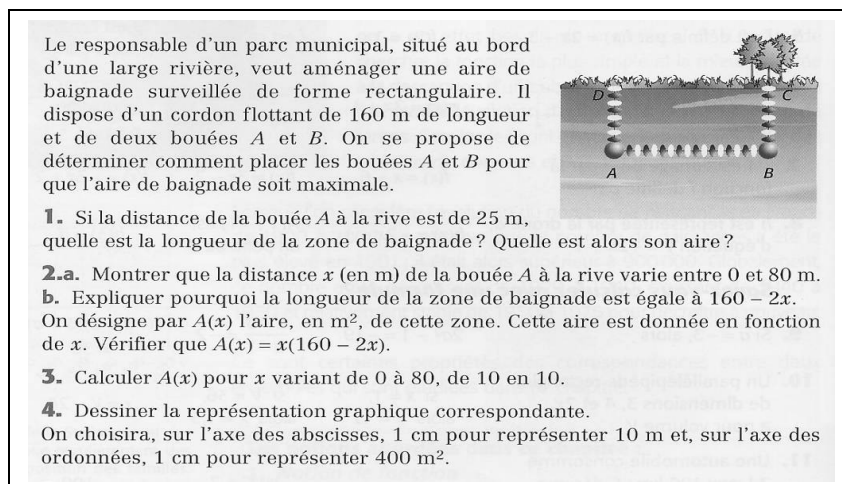 Le responsable d'un parc municipal, situé au bord
d'une large rivière, veut aménager une aire de
baignade surveillée de forme rectangulaire. Il
dispose d'un cordon flottant de 160 m de longueur
et de deux bouées A et B. On se propose de
déterminer comment placer les bouées A et B pour
que l'aire de baignade soit maximale.
D C
A B
1. Si la distance de la bouée A à la rive est de 25 m,
quelle est la longueur de la zone de baignade ? Quelle est alors son aire ?
2.a. Montrer que la distance x (en m) de la bouée A à la rive varie entre 0 et 80 m.
b. Expliquer pourquoi la longueur de la zone de baignade est égale à 160 – 2x.
On désigne par A(x) l'aire, en m², de cette zone. Cette aire est donnée en fonction
de x. Vérifier que A(x) = x(160 – 2x).
3. Calculer A(x) pour x variant de 0 à 80, de 10 en 10.
4. Dessiner la représentation graphique correspondante.
On choisira, sur l'axe des abscisses, 1 cm pour représenter 10 m et, sur l'axe des
ordonnées, 1 cm pour représenter 400 m².